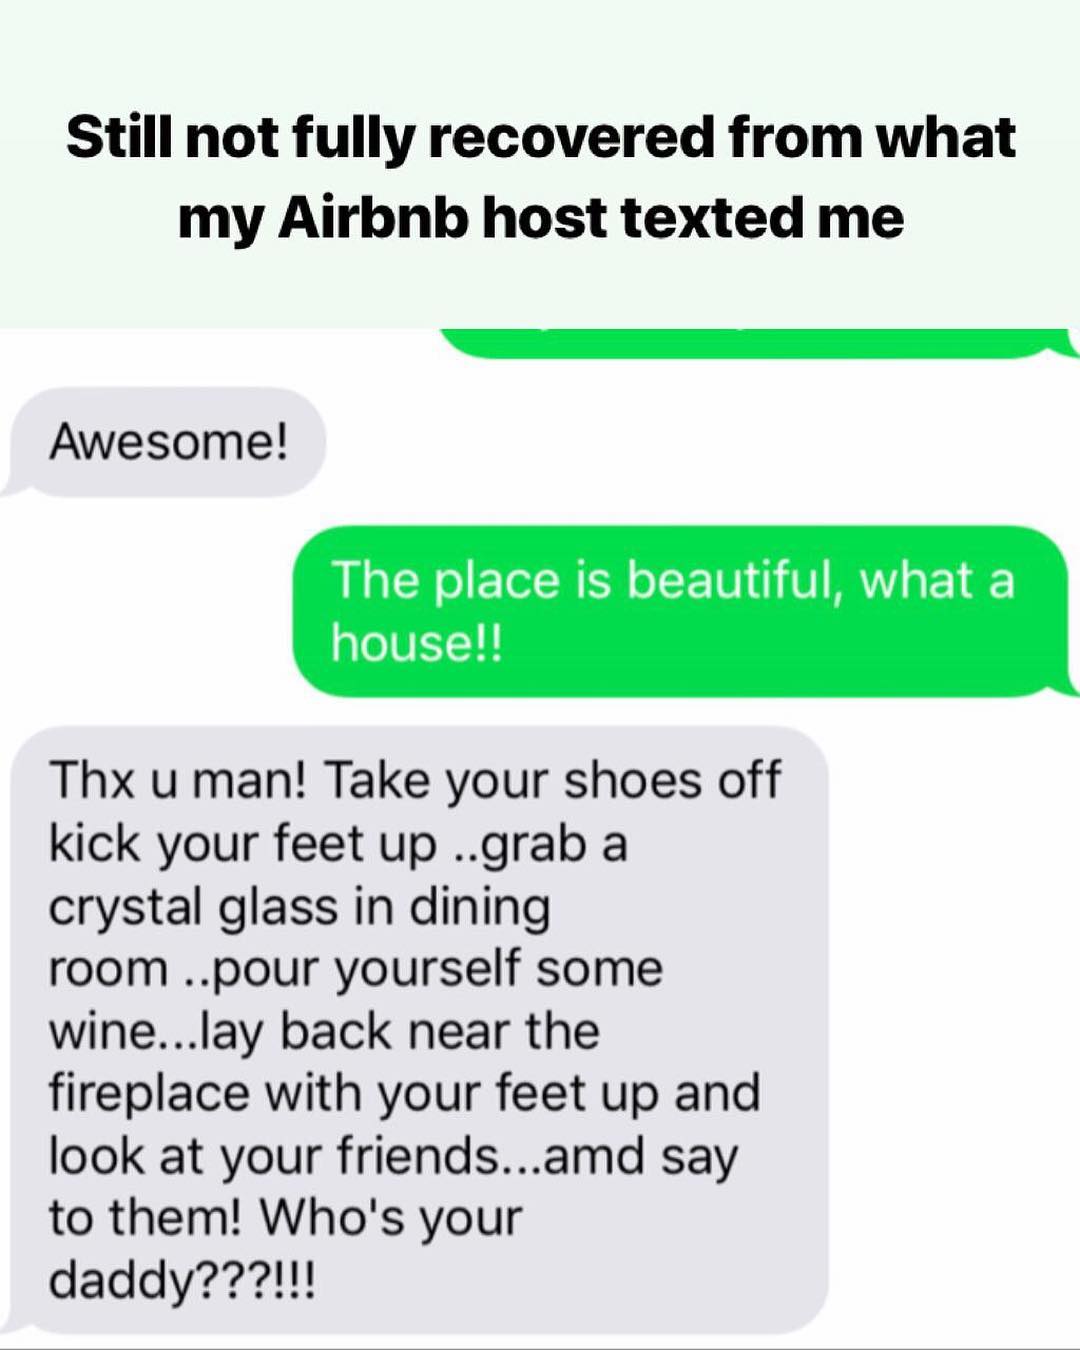 Still not fully recovered from what
my Airbnb host texted me
Awesome!
The place is beautiful, what a
house!!
Thx u man! Take your shoes off
kick your feet up ..grab a
crystal glass in dining
room ..pour yourself some
wine...lay back near the
fireplace with your feet up and
look at your friends...amd say
to them! Who's your
daddy???!!!